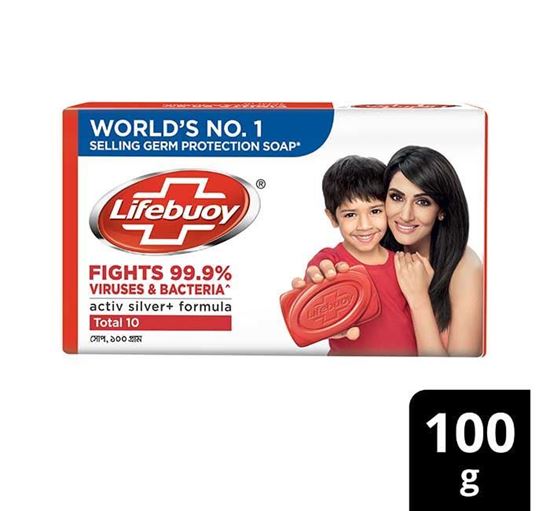 WORLD'S NO. 1
SELLING GERM PROTECTION SOAP*
Lifebuoy
®
FIGHTS 99.9%
VIRUSES & BACTERIA^
activ silver+ formula
Total 10
সোপ, ১০০ গ্রাম
Lifebuoy
100
g